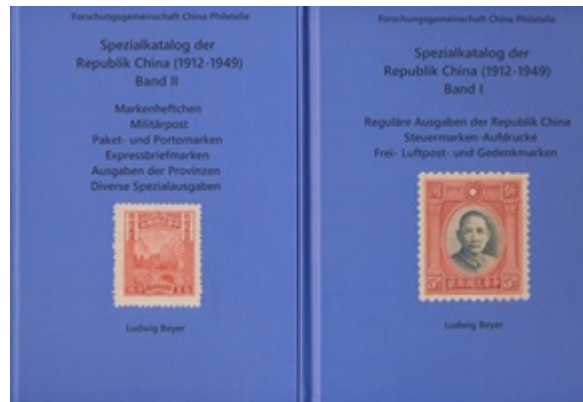 Forschungsgemeinschaft China Philatelie
Spezialkatalog der
Republik China (1912-1949)
Band II
Markenheftchen
Militärpost
Paket- und Portomarken
Expressbriefmarken
Ausgaben der Provinzen
Diverse Spezialausgaben
Ludwig Beyer
Forschungsgemeinschaft China Philatelie
Spezialkatalog der
Republik China (1912-1949)
Band I
Reguläre Ausgaben der Republik China
Steuermarken-Aufdrucke
Frei- Luftpost- und Gedenkmarken
Ludwig Beyer